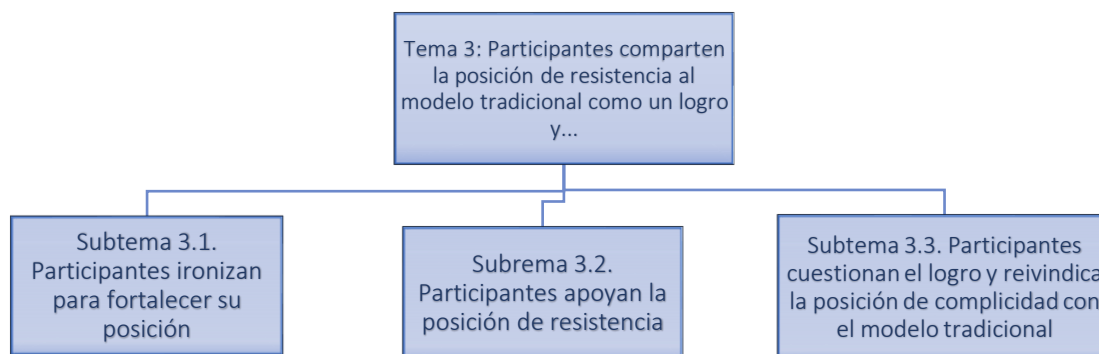 Tema 3: Participantes comparten
la posición de resistencia al
modelo tradicional como un logro
y...
Subtema 3.1.
Participantes ironizan
para fortalecer su
posición
Subrema 3.2.
Participantes apoyan la
posición de resistencia
Subtema 3.3. Participantes
cuestionan el logro y reivindica
la posición de complicidad con
el modelo tradicional